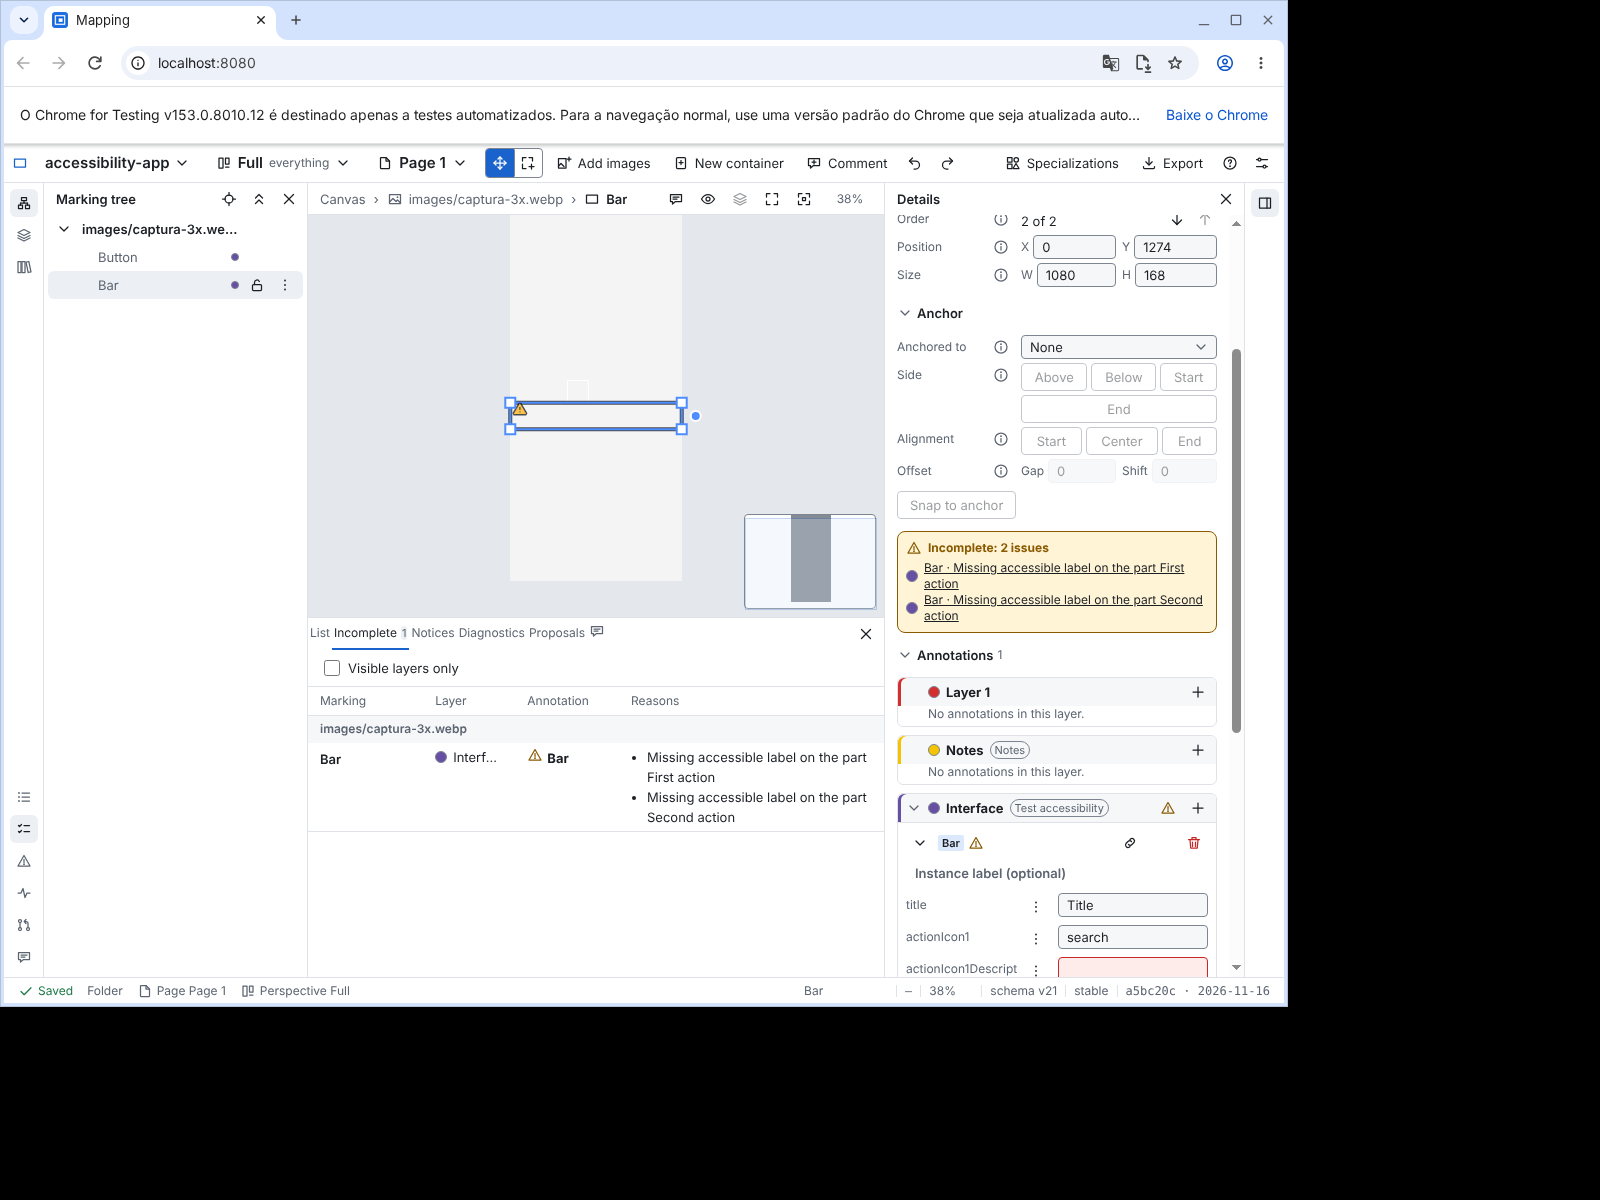 Mapping
localhost:8080
O Chrome for Testing v153.0.8010.12 é destinado apenas a testes automatizados. Para a navegação normal, use uma versão padrão do Chrome que seja atualizada auto...
Baixe o Chrome
accessibility-app
Full everything
Page 1
Add images
New container
Comment
Specializations
Export
Marking tree
images/captura-3x.we...
Button
Bar
Canvas › images/captura-3x.webp › Bar
38%
Details
Order 2 of 2
Position X 0 Y 1274
Size W 1080 H 168
Anchor
Anchored to None
Side Above Below Start
End
Alignment Start Center End
Offset Gap 0 Shift 0
Snap to anchor
Incomplete: 2 issues
Bar · Missing accessible label on the part First
action
Bar · Missing accessible label on the part Second
action
Annotations 1
Layer 1
No annotations in this layer.
Notes Notes
No annotations in this layer.
Interface Test accessibility
Bar
Instance label (optional)
title Title
actionIcon1 search
actionIcon1Descript
List Incomplete 1 Notices Diagnostics Proposals
Visible layers only
Marking Layer Annotation Reasons
images/captura-3x.webp
Bar Interf... Bar
• Missing accessible label on the part
First action
• Missing accessible label on the part
Second action
Saved Folder Page Page 1 Perspective Full Bar – 38% schema v21 stable a5bc20c · 2026-11-16